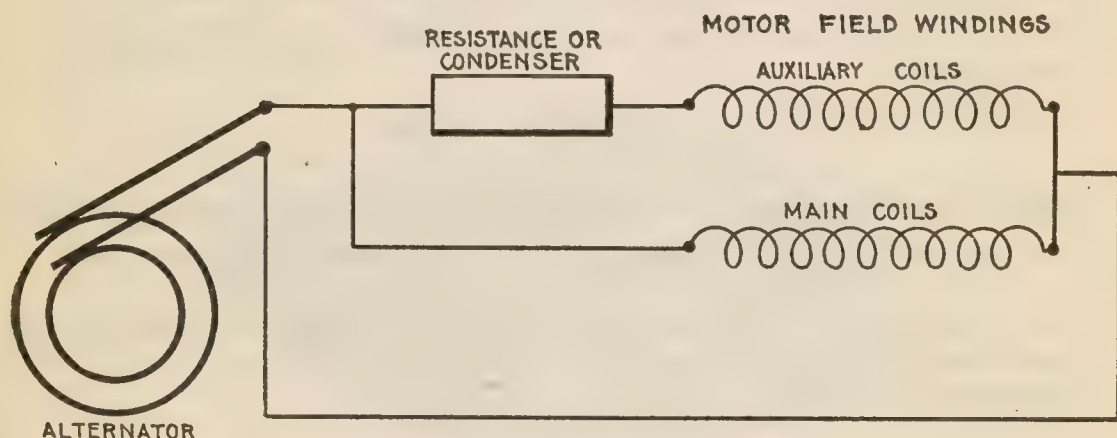 MOTOR FIELD WINDINGS
RESISTANCE OR
CONDENSER
AUXILIARY COILS
MAIN COILS
ALTERNATOR